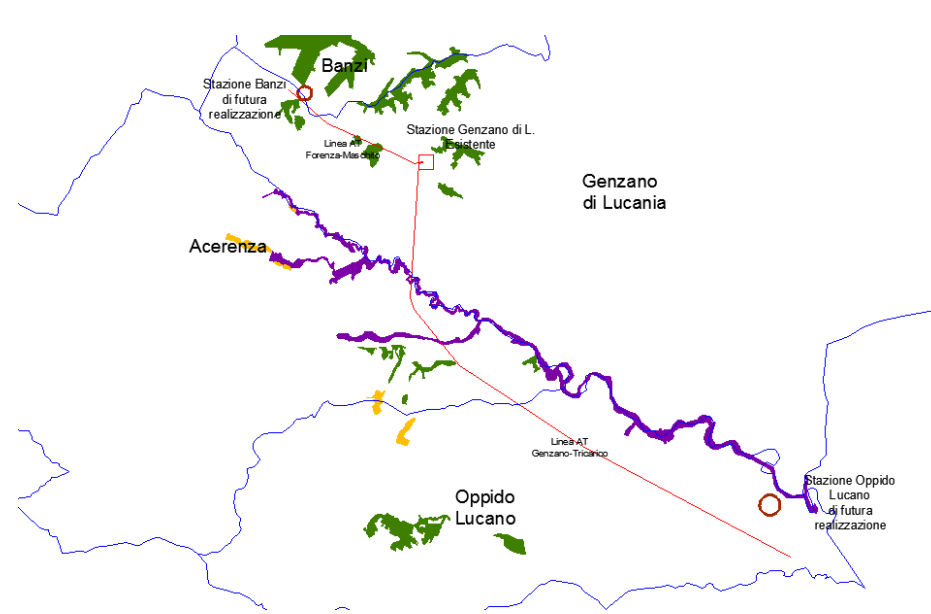 Banzi
Stazione Banzi
di futura
realizzazione
Stazione Genzano di L.
Esistente
Linea AT
Forenza-Maschito
Genzano
di Lucania
Acerenza
Linea AT
Genzano-Tricarico
Stazione Oppido
Lucano
di futura
realizzazione
Oppido
Lucano